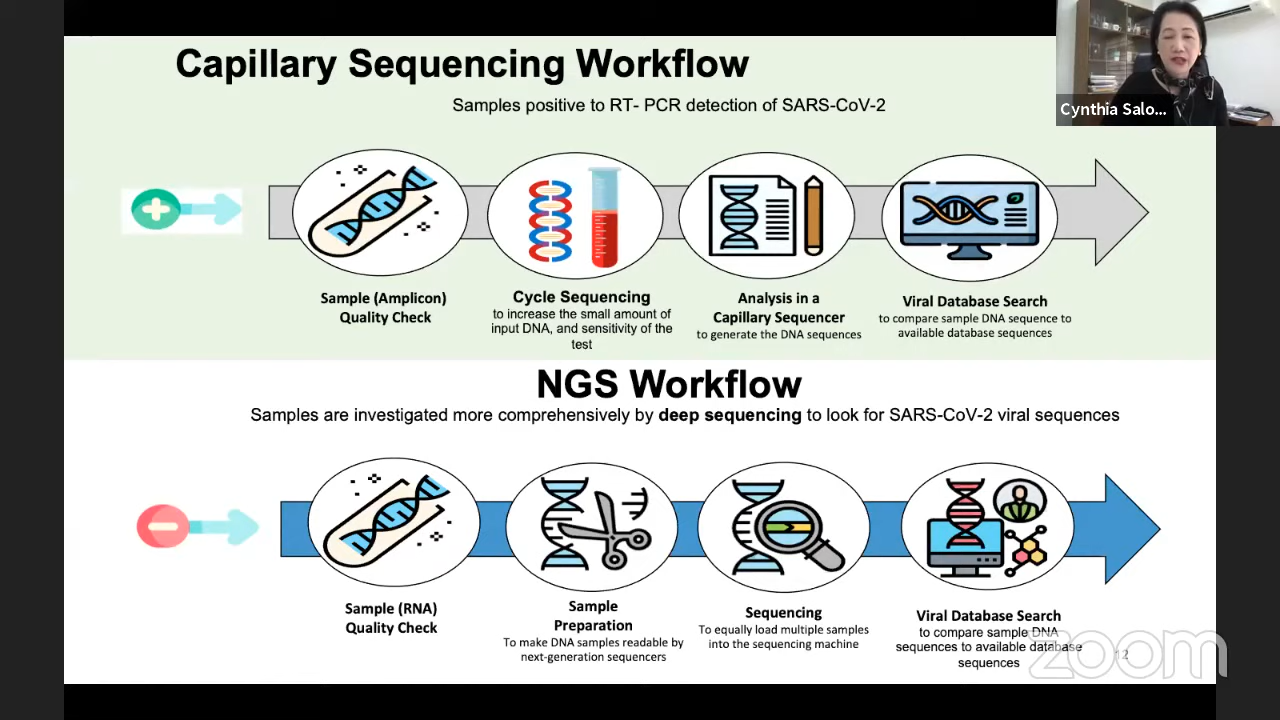 Capillary Sequencing Workflow
Samples positive to RT- PCR detection of SARS-CoV-2
Cynthia Salo...
Sample (Amplicon)
Quality Check
Cycle Sequencing
to increase the small amount of
input DNA, and sensitivity of the
test
Analysis in a
Capillary Sequencer
to generate the DNA sequences
Viral Database Search
to compare sample DNA sequence to
available database sequences
NGS Workflow
Samples are investigated more comprehensively by deep sequencing to look for SARS-CoV-2 viral sequences
Sample (RNA)
Quality Check
Sample
Preparation
To make DNA samples readable by
next-generation sequencers
Sequencing
To equally load multiple samples
into the sequencing machine
Viral Database Search
to compare sample DNA
sequences to available database
sequences
12
zoom